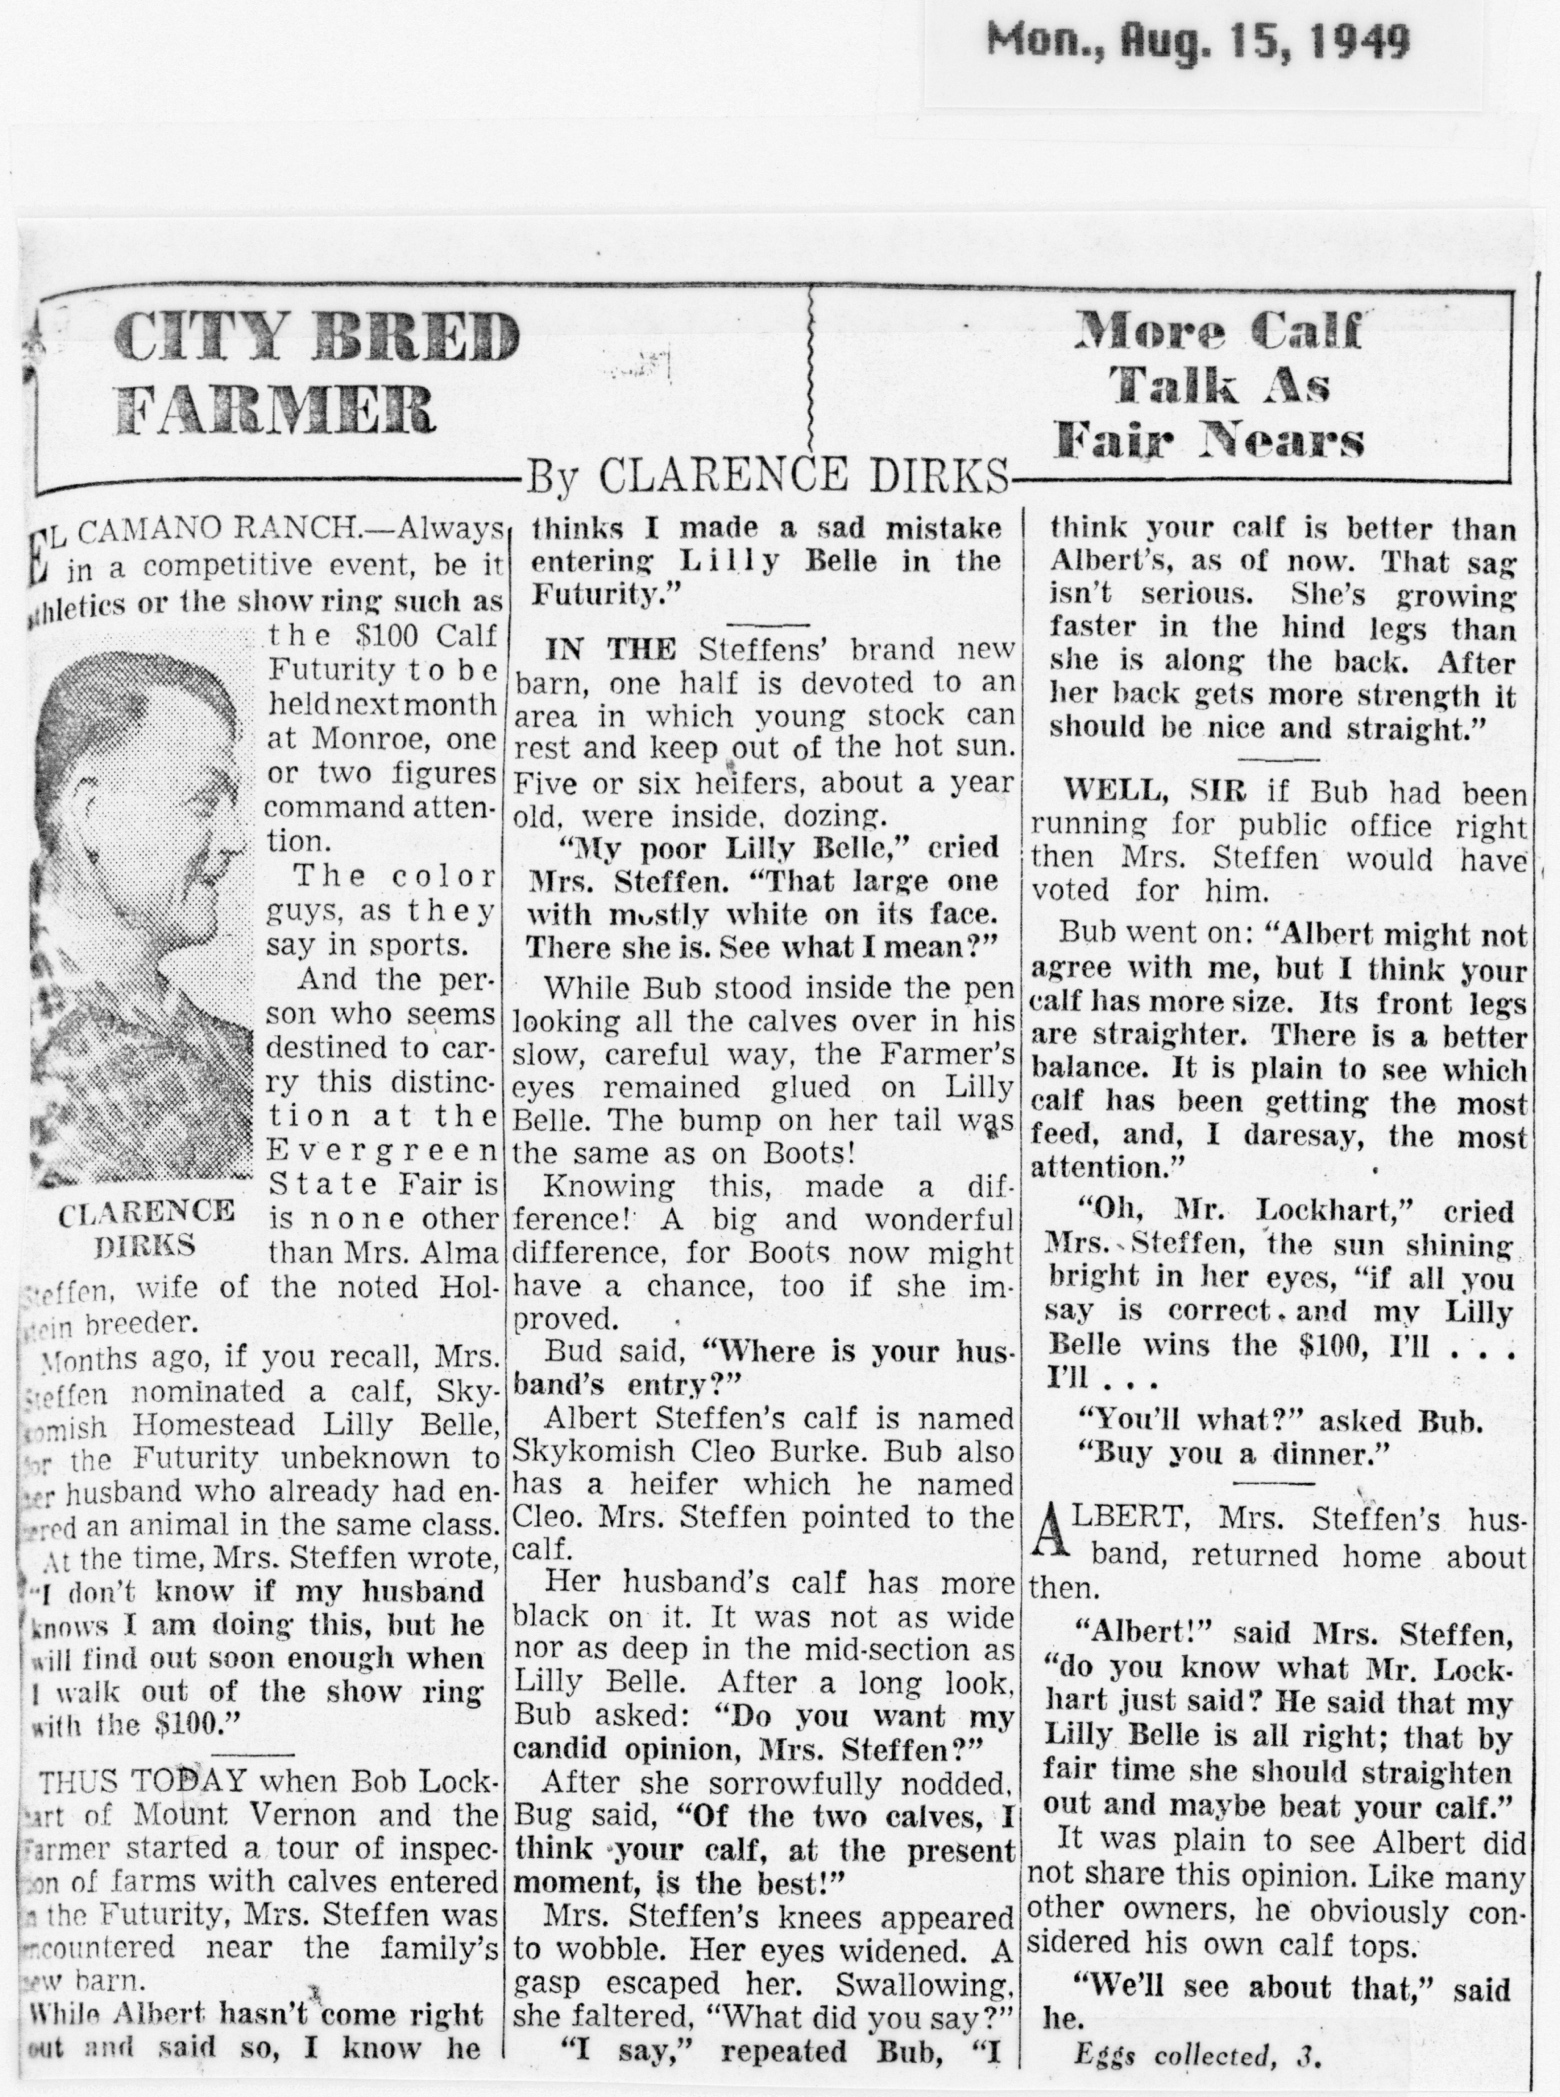 Mon., Aug. 15, 1949
CITY BRED
FARMER
More Calf
Talk As
Fair Nears
By CLARENCE DIRKS
EL CAMANO RANCH.—Always
in a competitive event, be it
athletics or the show ring such as
the $100 Calf
Futurity to be
held next month
at Monroe, one
or two figures
command atten-
tion.
The color
guys, as they
say in sports.
And the per-
son who seems
destined to car-
ry this distinc-
tion at the
Evergreen
State Fair is
is none other
than Mrs. Alma
CLARENCE
DIRKS
Steffen, wife of the noted Hol-
stein breeder.
Months ago, if you recall, Mrs.
Steffen nominated a calf, Sky-
komish Homestead Lilly Belle,
for the Futurity unbeknown to
her husband who already had en-
tered an animal in the same class.
At the time, Mrs. Steffen wrote,
"I don't know if my husband
knows I am doing this, but he
will find out soon enough when
I walk out of the show ring
with the $100."
THUS TODAY when Bob Lock-
hart of Mount Vernon and the
Farmer started a tour of inspec-
tion of farms with calves entered
in the Futurity, Mrs. Steffen was
encountered near the family's
new barn.
While Albert hasn't come right
out and said so, I know he
thinks I made a sad mistake
entering Lilly Belle in the
Futurity."
IN THE Steffens' brand new
barn, one half is devoted to an
area in which young stock can
rest and keep out of the hot sun.
Five or six heifers, about a year
old, were inside, dozing.
"My poor Lilly Belle," cried
Mrs. Steffen. "That large one
with mostly white on its face.
There she is. See what I mean?"
While Bub stood inside the pen
looking all the calves over in his
slow, careful way, the Farmer's
eyes remained glued on Lilly
Belle. The bump on her tail was
the same as on Boots!
Knowing this, made a dif-
ference! A big and wonderful
difference, for Boots now might
have a chance, too if she im-
proved.
Bud said, "Where is your hus-
band's entry?"
Albert Steffen's calf is named
Skykomish Cleo Burke. Bub also
has a heifer which he named
Cleo. Mrs. Steffen pointed to the
calf.
Her husband's calf has more
black on it. It was not as wide
nor as deep in the mid-section as
Lilly Belle. After a long look,
Bub asked: "Do you want my
candid opinion, Mrs. Steffen?"
After she sorrowfully nodded,
Bug said, "Of the two calves, I
think your calf, at the present
moment, is the best!"
Mrs. Steffen's knees appeared
to wobble. Her eyes widened. A
gasp escaped her. Swallowing,
she faltered, "What did you say?"
"I say," repeated Bub, "I
think your calf is better than
Albert's, as of now. That sag
isn't serious. She's growing
faster in the hind legs than
she is along the back. After
her back gets more strength it
should be nice and straight."
WELL, SIR if Bub had been
running for public office right
then Mrs. Steffen would have
voted for him.
Bub went on: "Albert might not
agree with me, but I think your
calf has more size. Its front legs
are straighter. There is a better
balance. It is plain to see which
calf has been getting the most
feed, and, I daresay, the most
attention."
"Oh, Mr. Lockhart," cried
Mrs. Steffen, the sun shining
bright in her eyes, "if all you
say is correct, and my Lilly
Belle wins the $100, I'll . . .
I'll . . .
"You'll what?" asked Bub.
"Buy you a dinner."
ALBERT, Mrs. Steffen's hus-
band, returned home about
then.
"Albert!" said Mrs. Steffen,
"do you know what Mr. Lock-
hart just said? He said that my
Lilly Belle is all right; that by
fair time she should straighten
out and maybe beat your calf."
It was plain to see Albert did
not share this opinion. Like many
other owners, he obviously con-
sidered his own calf tops.
"We'll see about that," said
he.
Eggs collected, 3.